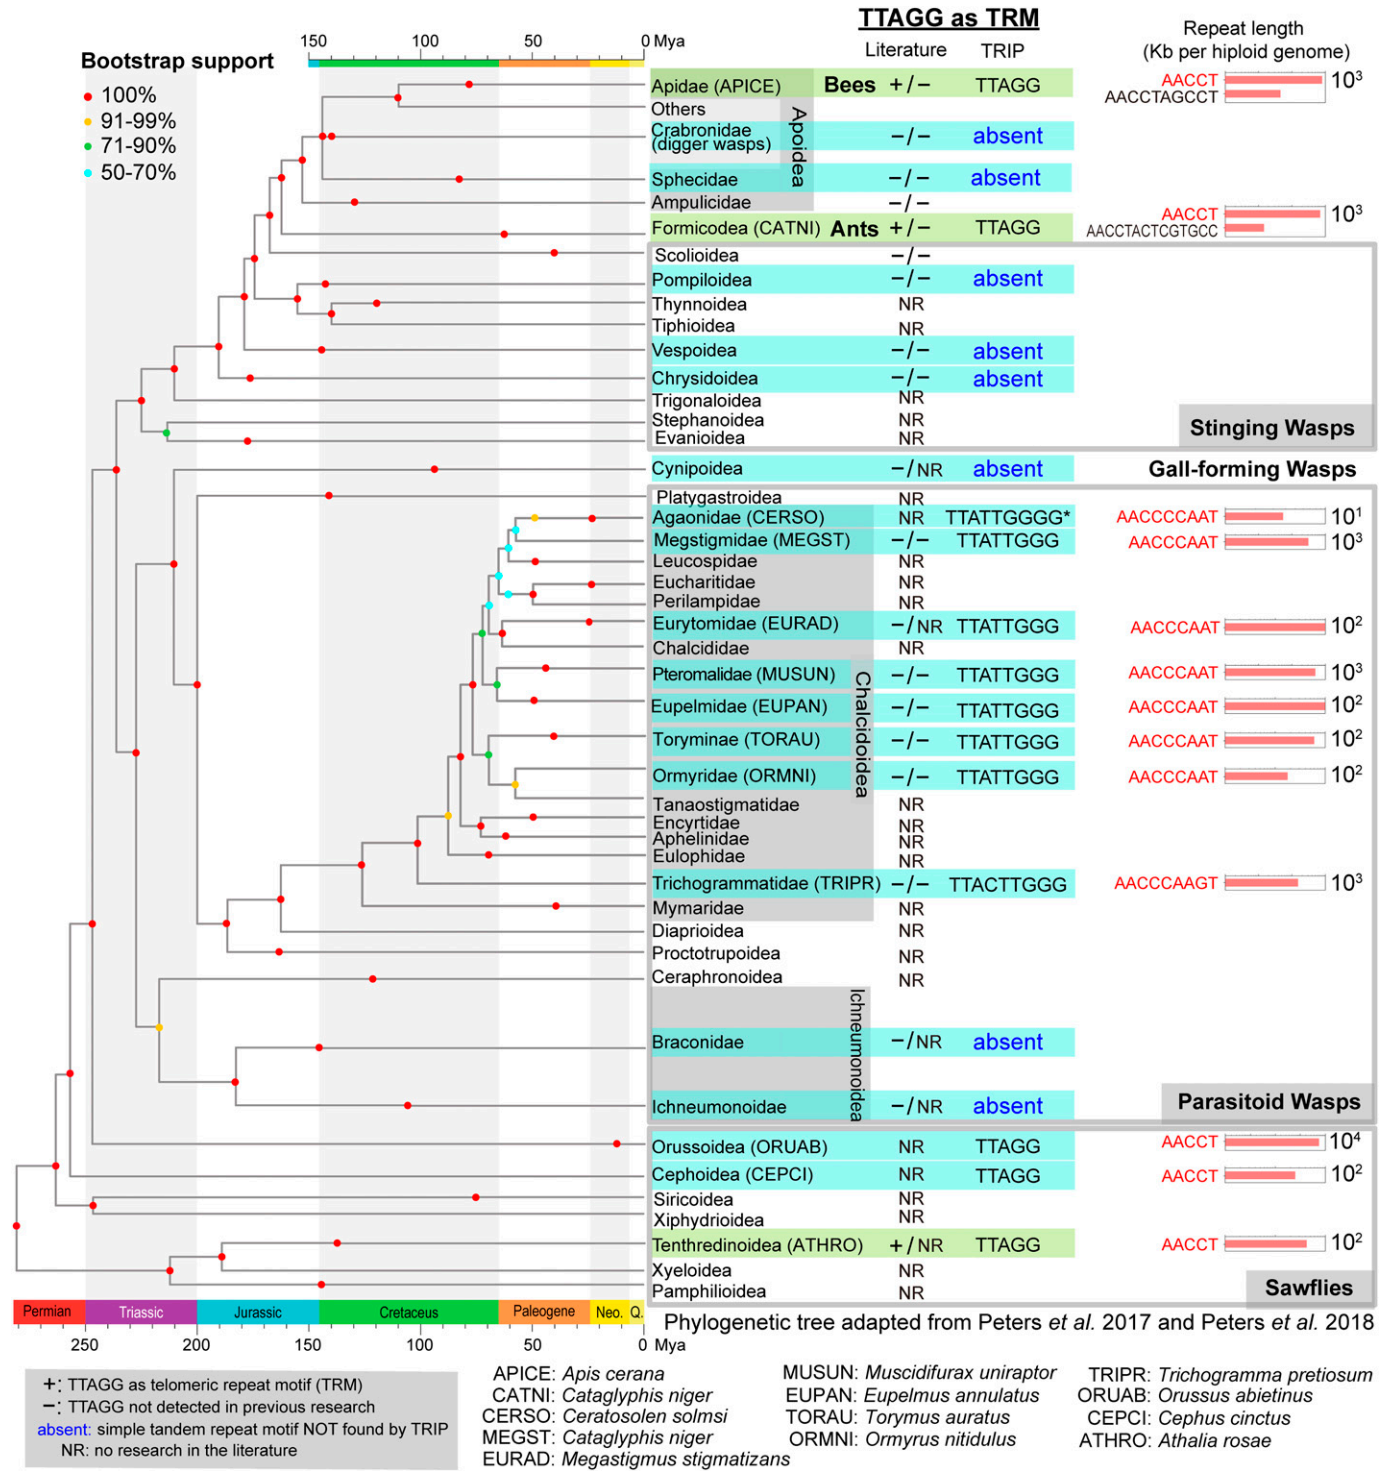 TTAGG as TRM
Literature TRIP
Repeat length
(Kb per hiploid genome)
150 100 50 0 Mya
Bootstrap support
100%
91-99%
71-90%
50-70%
Apidae (APICE) Bees +/− TTAGG AACCT 10³
AACCTAGCCT
Others
Crabronidae
(digger wasps) −/− absent
Sphecidae −/− absent
Ampulicidae −/−
Apoidea
Formicodea (CATNI) Ants +/− TTAGG AACCT 10³
AACCTACTCGTGCC
Scolioidea −/−
Pompiloidea −/− absent
Thynnoidea NR
Tiphioidea NR
Vespoidea −/− absent
Chrysidoidea −/− absent
Trigonaloidea NR
Stephanoidea NR
Evanioidea NR
Stinging Wasps
Cynipoidea −/NR absent Gall-forming Wasps
Platygastroidea NR
Agaonidae (CERSO) NR TTATTGGGG* AACCCCAAT 10¹
Megstigmidae (MEGST) −/− TTATTGGG AACCCAAT 10³
Leucospidae NR
Eucharitidae NR
Perilampidae NR
Eurytomidae (EURAD) −/NR TTATTGGG AACCCAAT 10²
Chalcididae NR
Pteromalidae (MUSUN) −/− TTATTGGG AACCCAAT 10³
Eupelmidae (EUPAN) −/− TTATTGGG AACCCAAT 10²
Toryminae (TORAU) −/− TTATTGGG AACCCAAT 10²
Ormyridae (ORMNI) −/− TTATTGGG AACCCAAT 10²
Chalcidoidea
Tanaostigmatidae NR
Encyrtidae NR
Aphelinidae NR
Eulophidae NR
Trichogrammatidae (TRIPR) −/− TTACTTGGG AACCCAAGT 10³
Mymaridae NR
Diaprioidea NR
Proctotrupoidea NR
Ceraphronoidea NR
Ichneumonoidea
Braconidae −/NR absent
Ichneumonoidae −/NR absent
Parasitoid Wasps
Orussoidea (ORUAB) NR TTAGG AACCT 10⁴
Cephoidea (CEPCI) NR TTAGG AACCT 10²
Siricoidea NR
Xiphydrioidea NR
Tenthredinoidea (ATHRO) +/NR TTAGG AACCT 10²
Xyeloidea NR
Pamphilioidea NR
Sawflies
Permian Triassic Jurassic Cretaceus Paleogene Neo. Q.
250 200 150 100 50 0 Mya
Phylogenetic tree adapted from Peters et al. 2017 and Peters et al. 2018
+: TTAGG as telomeric repeat motif (TRM)
−: TTAGG not detected in previous research
absent: simple tandem repeat motif NOT found by TRIP
NR: no research in the literature
APICE: Apis cerana
CATNI: Cataglyphis niger
CERSO: Ceratosolen solmsi
MEGST: Cataglyphis niger
EURAD: Megastigmus stigmatizans
MUSUN: Muscidifurax uniraptor
EUPAN: Eupelmus annulatus
TORAU: Torymus auratus
ORMNI: Ormyrus nitidulus
TRIPR: Trichogramma pretiosum
ORUAB: Orussus abietinus
CEPCI: Cephus cinctus
ATHRO: Athalia rosae